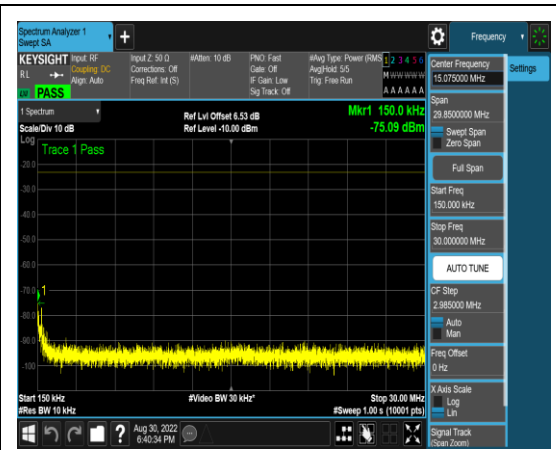 Spectrum Analyzer 1
Swept SA
+
Frequency
KEYSIGHT
Input: RF
Coupling: DC
Align: Auto
Input Z: 50 Ω
Corrections: Off
Freq Ref: Int (S)
#Atten: 10 dB
PNO: Fast
Gate: Off
IF Gain: Low
Sig Track: Off
#Avg Type: Power (RMS
Avg|Hold: 5/5
Trig: Free Run
1 2 3 4 5 6
M W W W W W
A A A A A A
RL
PASS
Center Frequency
15.075000 MHz
Settings
Span
29.8500000 MHz
Swept Span
Zero Span
Full Span
Start Freq
150.000 kHz
Stop Freq
30.000000 MHz
AUTO TUNE
CF Step
2.985000 MHz
Auto
Man
Freq Offset
0 Hz
X Axis Scale
Log
Lin
Signal Track
(Span Zoom)
1 Spectrum
Scale/Div 10 dB
Log
Ref Lvl Offset 6.53 dB
Ref Level -10.00 dBm
Mkr1 150.0 kHz
-75.09 dBm
Trace 1 Pass
-20.0
-30.0
-40.0
-50.0
-60.0
-70.0
-80.0
-90.0
-100
1
Start 150 kHz
#Res BW 10 kHz
#Video BW 30 kHz*
Stop 30.00 MHz
#Sweep 1.00 s (10001 pts)
?
Aug 30, 2022
6:40:34 PM